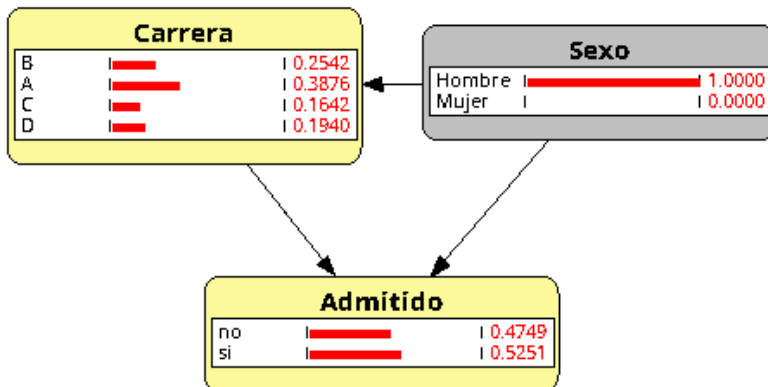 Carrera
B 0.2542
A 0.3876
C 0.1642
D 0.1940
Sexo
Hombre 1.0000
Mujer 0.0000
Admitido
no 0.4749
si 0.5251